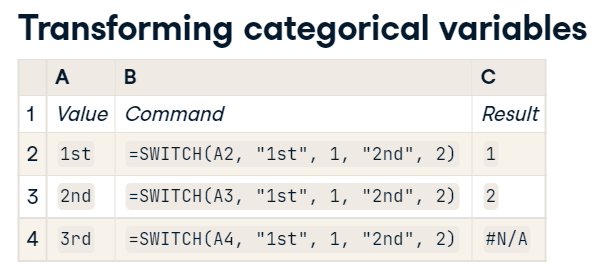 Transforming categorical variables
A B C
1 Value Command Result
2 1st =SWITCH(A2, "1st", 1, "2nd", 2) 1
3 2nd =SWITCH(A3, "1st", 1, "2nd", 2) 2
4 3rd =SWITCH(A4, "1st", 1, "2nd", 2) #N/A